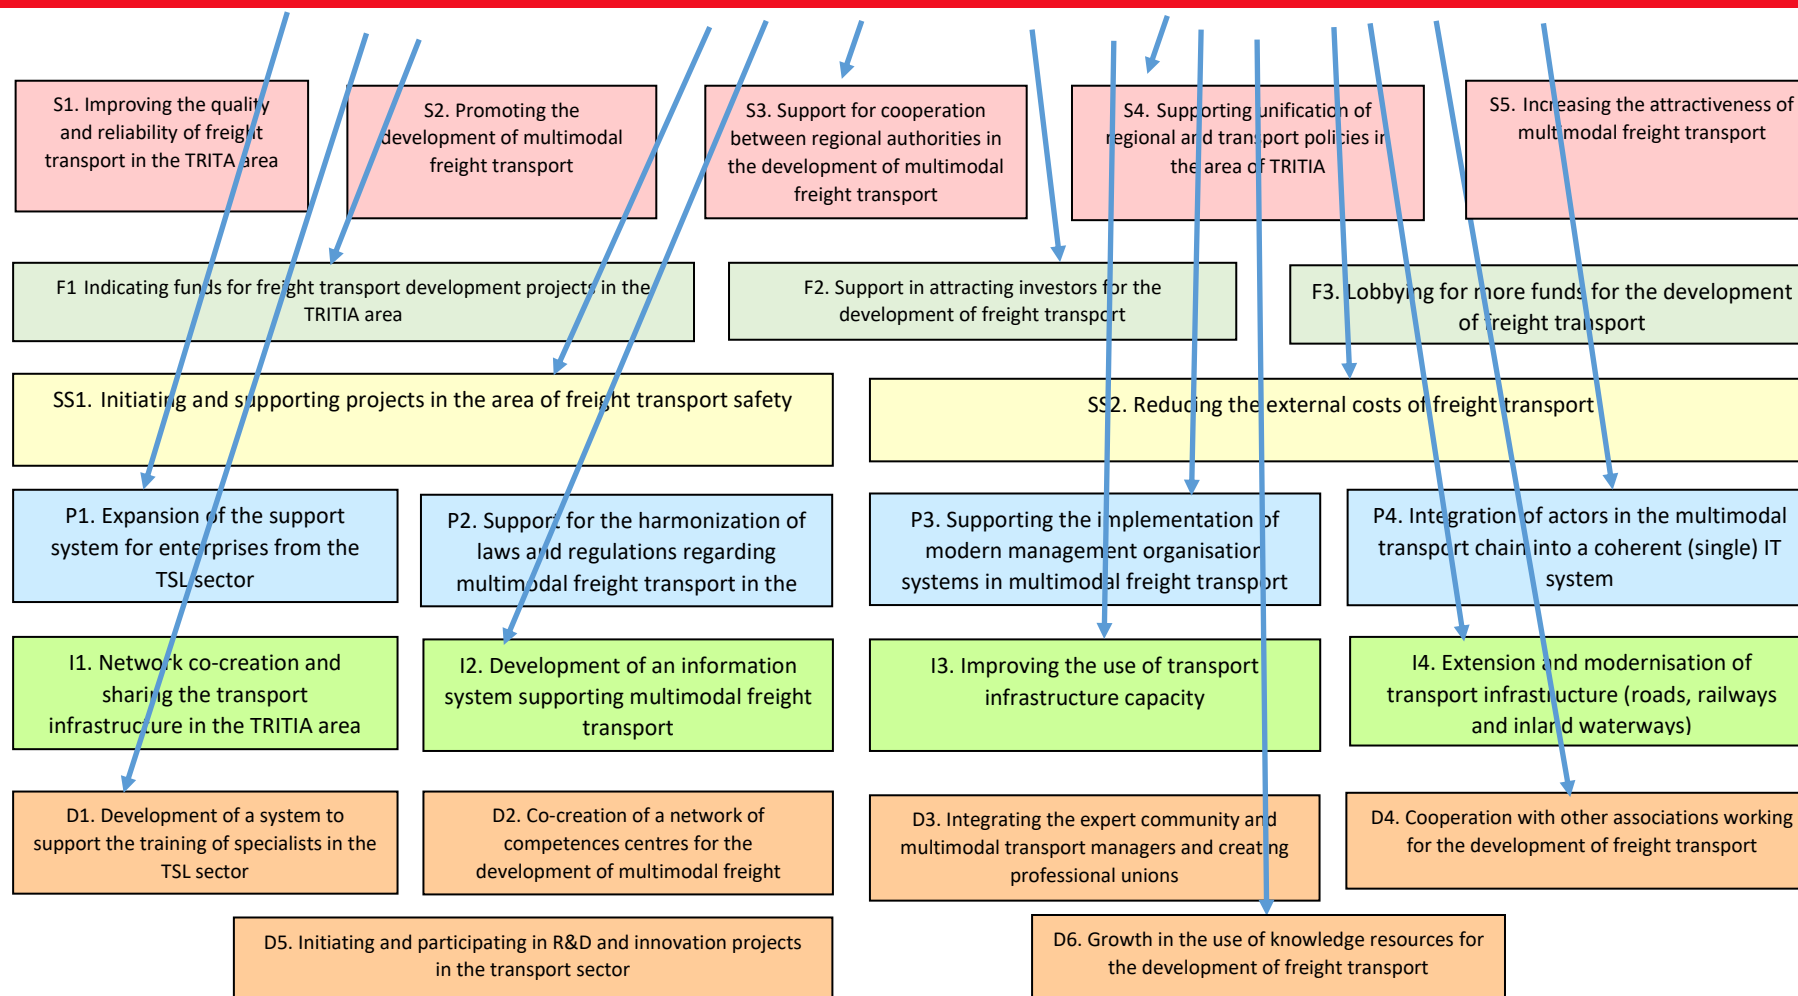 S1. Improving the quality
and reliability of freight
transport in the TRITA area
S2. Promoting the
development of multimodal
freight transport
S3. Support for cooperation
between regional authorities in
the development of multimodal
freight transport
S4. Supporting unification of
regional and transport policies in
the area of TRITIA
S5. Increasing the attractiveness of
multimodal freight transport
F1 Indicating funds for freight transport development projects in the
TRITIA area
F2. Support in attracting investors for the
development of freight transport
F3. Lobbying for more funds for the development
of freight transport
SS1. Initiating and supporting projects in the area of freight transport safety
SS2. Reducing the external costs of freight transport
P1. Expansion of the support
system for enterprises from the
TSL sector
P2. Support for the harmonization of
laws and regulations regarding
multimodal freight transport in the
P3. Supporting the implementation of
modern management organisation
systems in multimodal freight transport
P4. Integration of actors in the multimodal
transport chain into a coherent (single) IT
system
I1. Network co-creation and
sharing the transport
infrastructure in the TRITIA area
I2. Development of an information
system supporting multimodal freight
transport
I3. Improving the use of transport
infrastructure capacity
I4. Extension and modernisation of
transport infrastructure (roads, railways
and inland waterways)
D1. Development of a system to
support the training of specialists in the
TSL sector
D2. Co-creation of a network of
competences centres for the
development of multimodal freight
D3. Integrating the expert community and
multimodal transport managers and creating
professional unions
D4. Cooperation with other associations working
for the development of freight transport
D5. Initiating and participating in R&D and innovation projects
in the transport sector
D6. Growth in the use of knowledge resources for
the development of freight transport